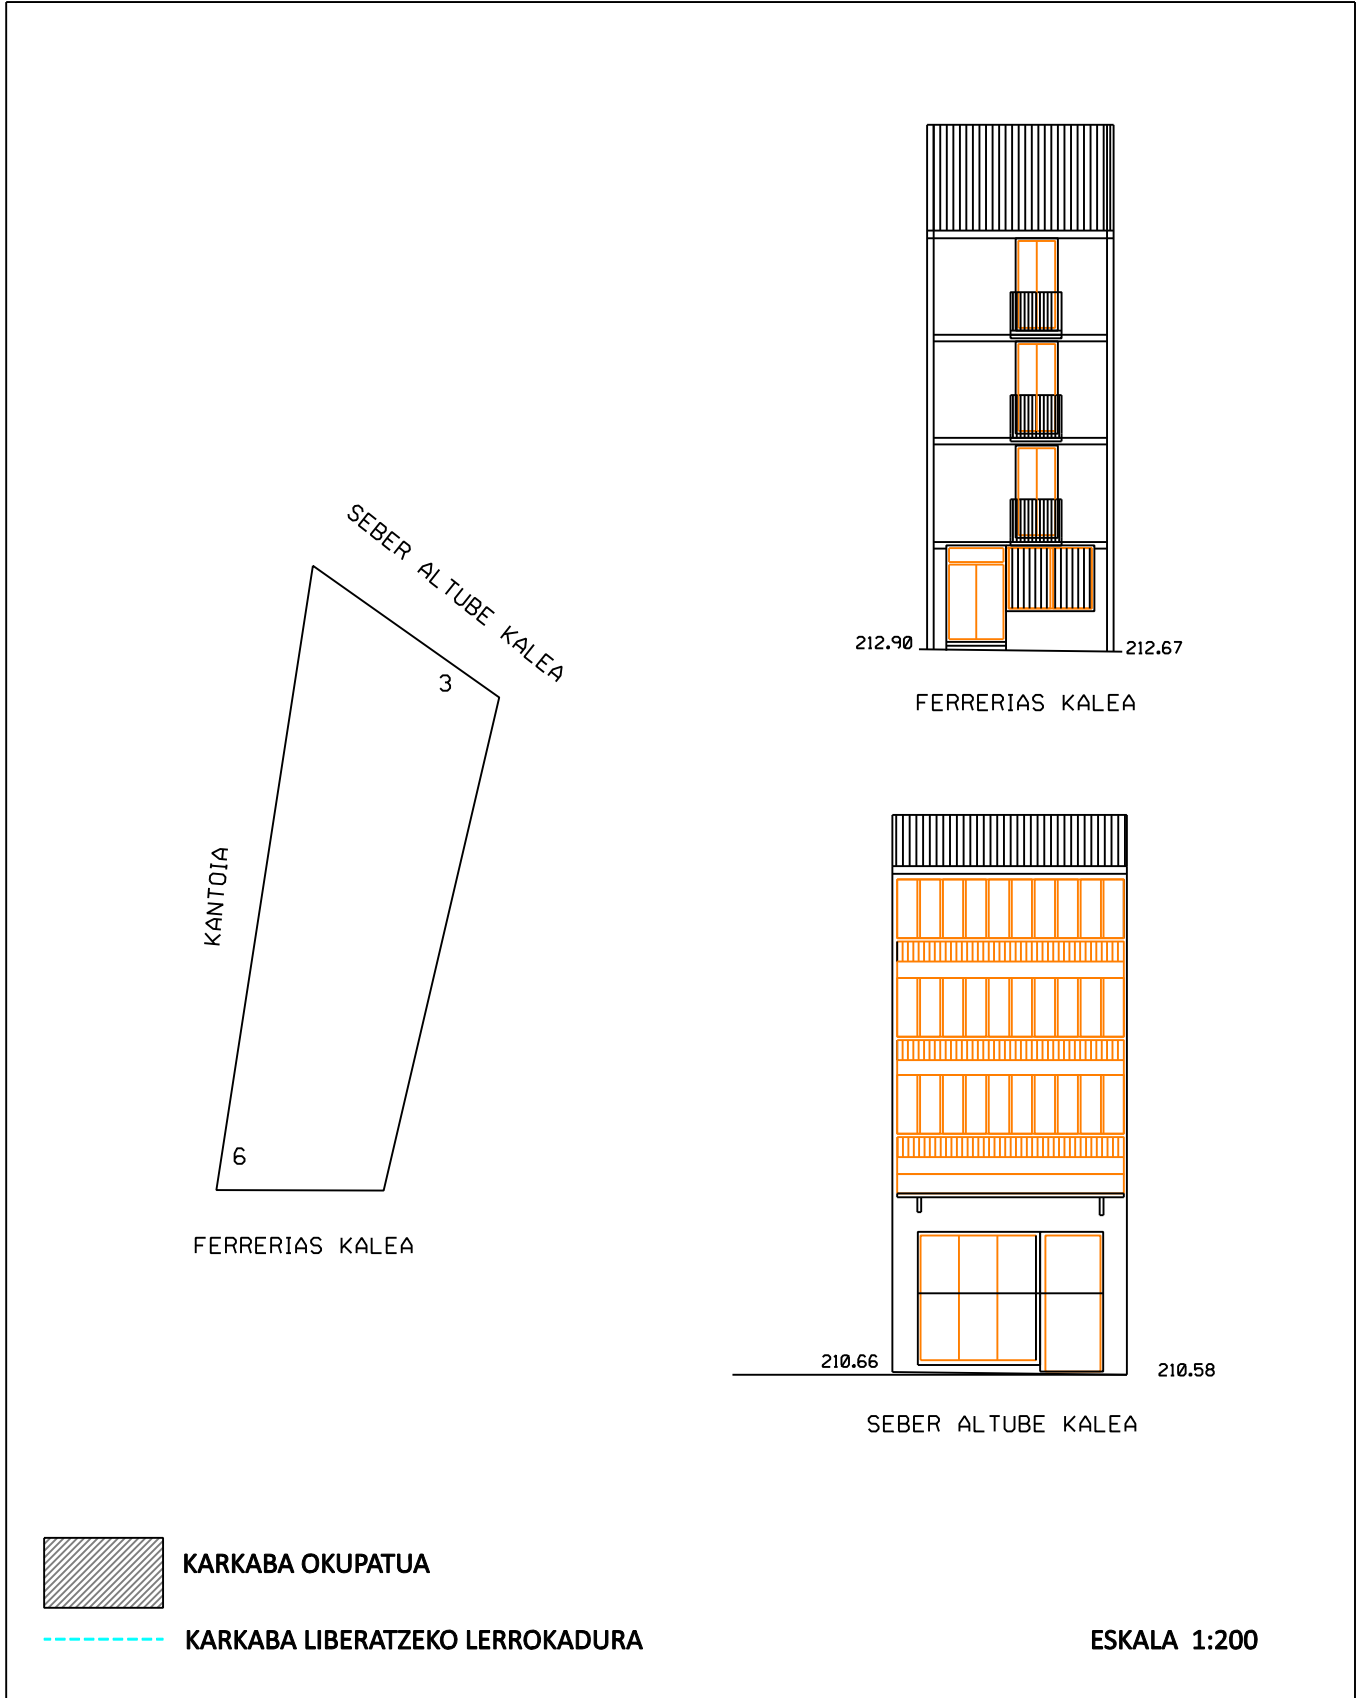 212.90
212.67
FERRERIAS KALEA
SEBER ALTUBE KALEA
3
KANTOIA
6
FERRERIAS KALEA
210.66
210.58
SEBER ALTUBE KALEA
KARKABA OKUPATUA
KARKABA LIBERATZEKO LERROKADURA
ESKALA 1:200